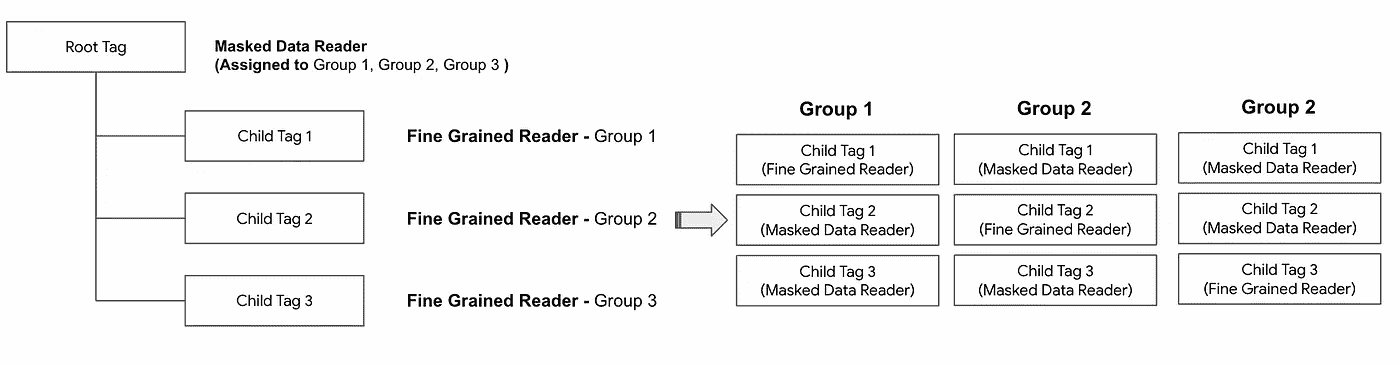 Root Tag
Masked Data Reader
(Assigned to Group 1, Group 2, Group 3 )
Child Tag 1
Fine Grained Reader - Group 1
Child Tag 2
Fine Grained Reader - Group 2
Child Tag 3
Fine Grained Reader - Group 3
Group 1
Child Tag 1
(Fine Grained Reader)
Child Tag 2
(Masked Data Reader)
Child Tag 3
(Masked Data Reader)
Group 2
Child Tag 1
(Masked Data Reader)
Child Tag 2
(Fine Grained Reader)
Child Tag 3
(Masked Data Reader)
Group 2
Child Tag 1
(Masked Data Reader)
Child Tag 2
(Masked Data Reader)
Child Tag 3
(Fine Grained Reader)